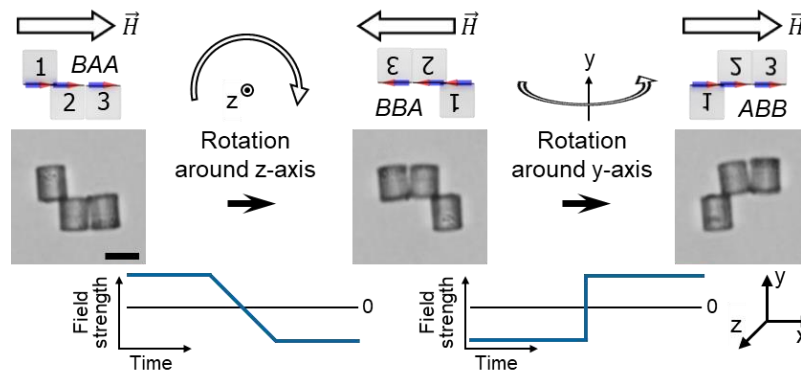 H
H
H
1
BAA
2
3
z
3
2
BBA
1
y
2
3
1
ABB
Rotation
around z-axis
Rotation
around y-axis
Field
strength
0
Time
Field
strength
0
Time
y
z
x